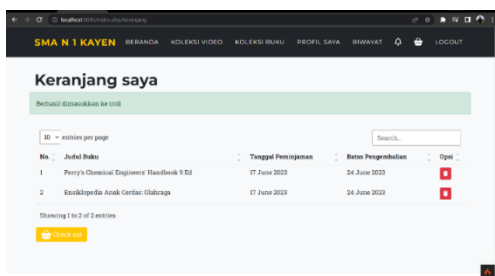 localhost:8080/index.php/keranjang
SMA N 1 KAYEN BERANDA KOLEKSI VIDEO KOLEKSI BUKU PROFIL SAYA RIWAYAT LOGOUT
Keranjang saya
Berhasil dimasukkan ke troli
10 entries per page Search...
No. Judul Buku Tanggal Peminjaman Batas Pengembalian Opsi
1 Perry's Chemical Engineers' Handbook 9 Ed 17 June 2023 24 June 2023
2 Ensiklopedia Anak Cerdas: Olahraga 17 June 2023 24 June 2023
Showing 1 to 2 of 2 entries
Check out